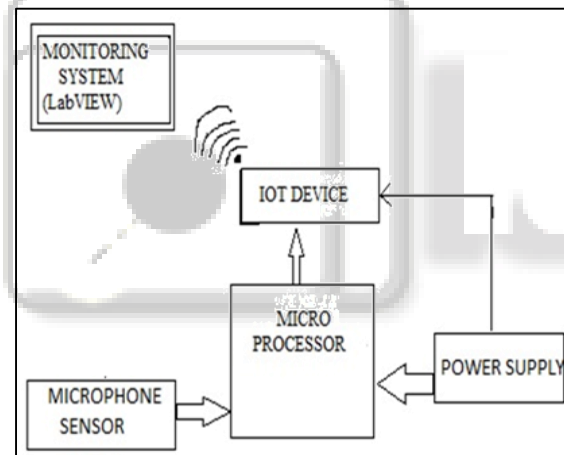 MONITORING
SYSTEM
(LabVIEW)
IOT DEVICE
MICRO
PROCESSOR
POWER SUPPLY
MICROPHONE
SENSOR